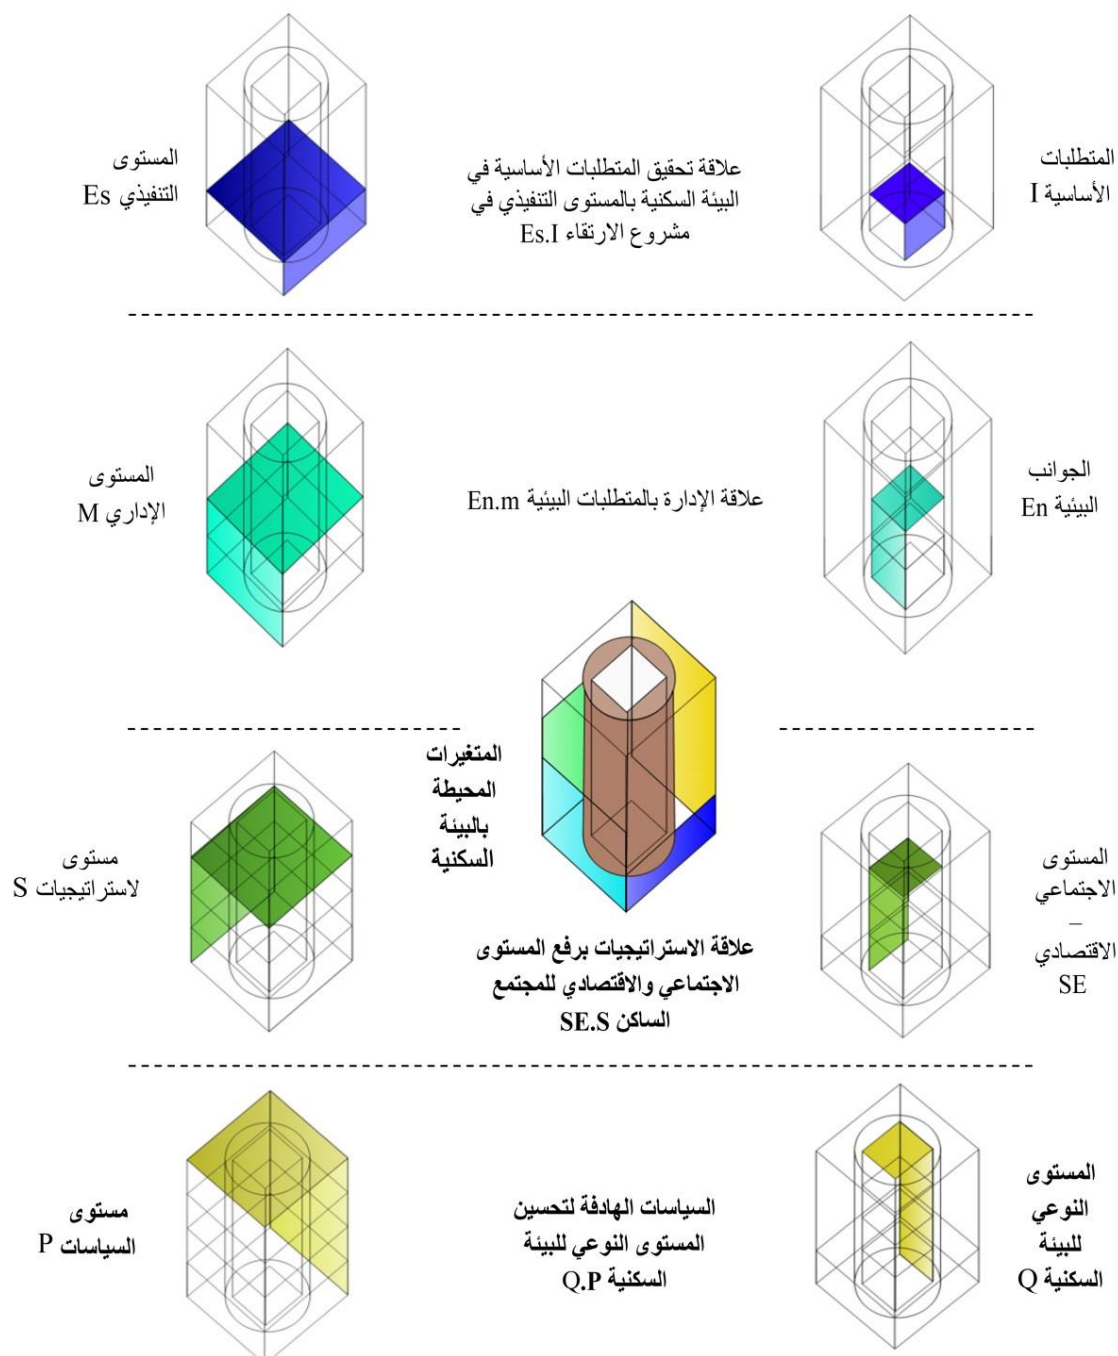 المتطلبات
الأساسية I
علاقة تحقيق المتطلبات الأساسية في
البيئة السكنية بالمستوى التنفيذي في
مشروع الارتقاء Es.I
المستوى
التنفيذي Es
الجوانب
البيئية En
علاقة الإدارة بالمتطلبات البيئية En.m
المستوى
الإداري M
المتغيرات
المحيطة
بالبيئة
السكنية
المستوى
الاجتماعي
–
الاقتصادي
SE
علاقة الاستراتيجيات برفع المستوى
الاجتماعي والاقتصادي للمجتمع
الساكن SE.S
مستوى
لاستراتيجيات S
المستوى
النوعي
للبيئة
السكنية Q
السياسات الهادفة لتحسين
المستوى النوعي للبيئة
السكنية Q.P
مستوى
السياسات P